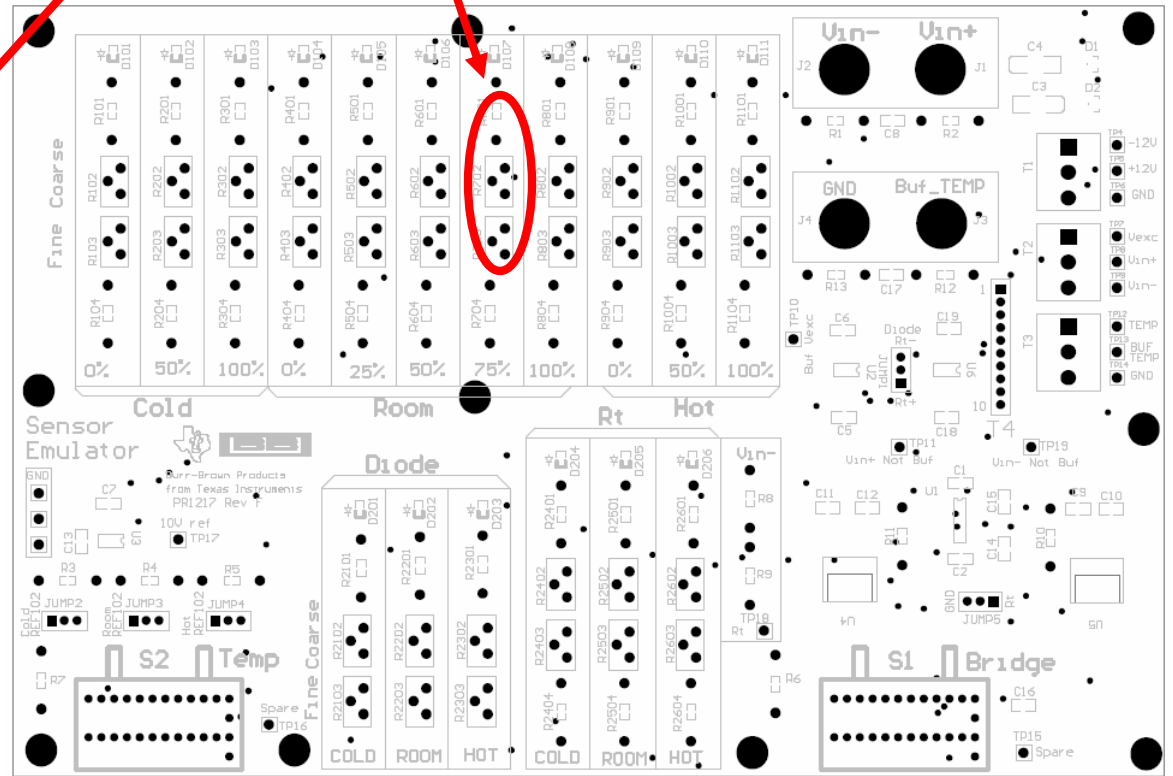 D101 D102 D103 D104 D105 D106 D107 D108 D109 D110 D111
R101 R201 R301 R401 R501 R601 R801 R901 R1001 R1101
Coarse
R102 R202 R302 R402 R502 R602 R702 R802 R902 R1002 R1102
Fine
R103 R203 R303 R403 R503 R603 R803 R903 R1003 R1103
R104 R204 R304 R404 R504 R604 R704 R804 R904 R1004 R1104
0% 50% 100% 0% 25% 50% 75% 100% 0% 50% 100%
Cold Room Hot
Vin- Vin+
J2 J1
C4 D1
C3 D2
R1 C8 R2
GND Buf_TEMP
J4 J3
R13 C17 R12
T1
TP4 -12V
TP5 +12V
TP6 GND
T2
TP7 Vexc
TP8 Vin+
TP9 Vin-
T3
TP12 TEMP
TP13 BUF TEMP
TP14 GND
TP10
Buf Vexc
C6 Diode C19
Rt-
U2 JUMP1 U6
Rt+
C5 C18
1
10
T4
TP11
Vin+ Not Buf
TP19
Vin- Not Buf
Sensor
Emulator
Burr-Brown Products
from Texas Instruments
PR1217 Rev
GND
C7
10V ref
TP17
C13 U3
R3 R4 R5
Cold REF102 JUMP2
Room REF102 JUMP3
Hot REF102 JUMP4
S2 Temp
R7
Spare
TP16
Diode
D201 D202 D203
R2101 R2201 R2301
Coarse
R2102 R2202 R2302
Fine
R2103 R2203 R2303
COLD ROOM HOT
Rt
D204 D205 D206
R2401 R2501 R2601
R2402 R2502 R2602
R2403 R2503 R2603
R2404 R2504 R2604
COLD ROOM HOT
Vin-
R8
R9
TP18
Rt
R6
C11 C12 U1 C1 C15 C9 C10
R11 C14 R10
C2
U4 U5
GND Rt
JUMP5
S1 Bridge
C16
TP15
Spare